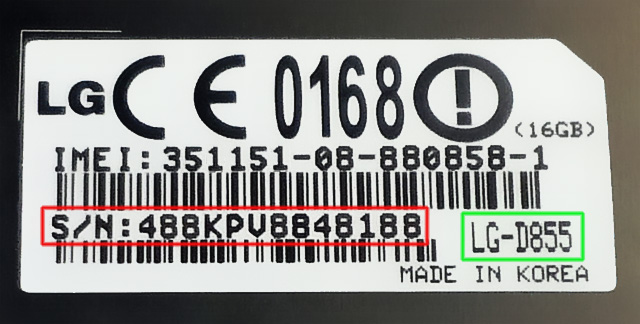 LG CE 0168 (16GB)
IMEI: 351151-08-880858-1
S/N:488KPV8848188
LG-D855
MADE IN KOREA